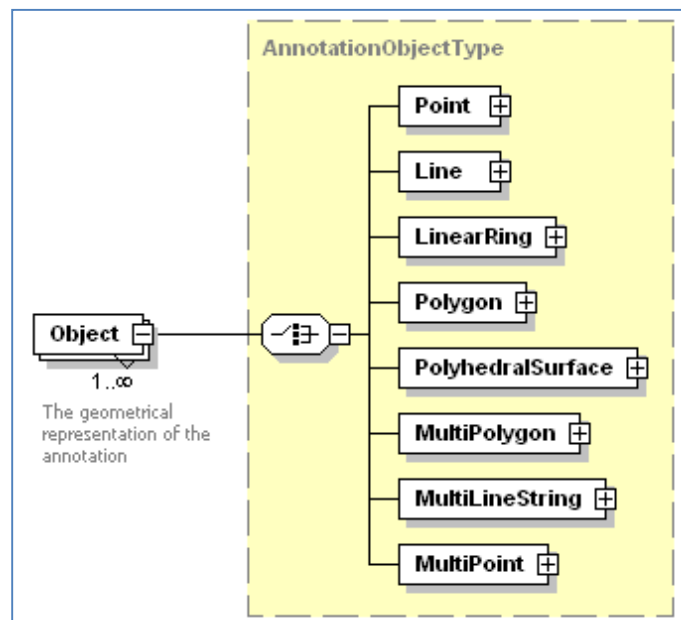 AnnotationObjectType
Point
Line
LinearRing
Polygon
Object
PolyhedralSurface
1..∞
The geometrical
representation of the
annotation
MultiPolygon
MultiLineString
MultiPoint